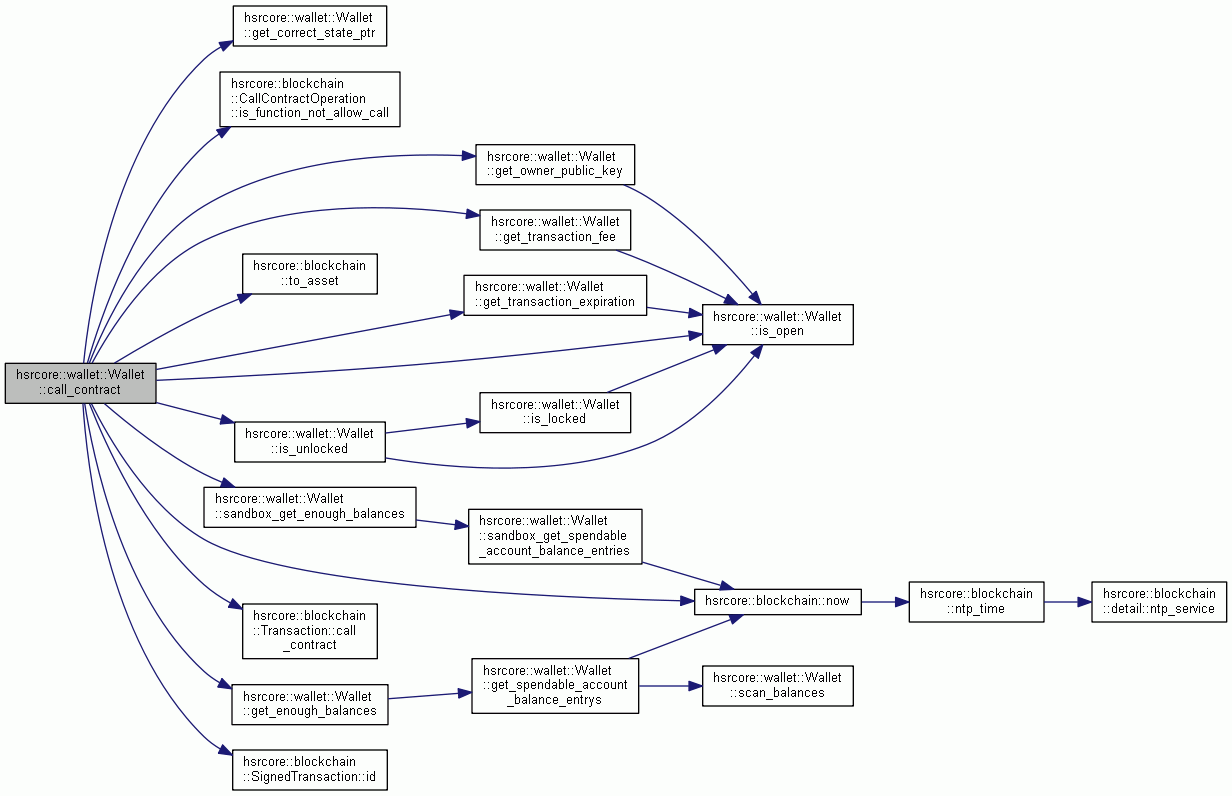 hsrcore::wallet::Wallet
::get_correct_state_ptr
hsrcore::blockchain
::CallContractOperation
::is_function_not_allow_call
hsrcore::wallet::Wallet
::get_owner_public_key
hsrcore::wallet::Wallet
::get_transaction_fee
hsrcore::blockchain
::to_asset
hsrcore::wallet::Wallet
::get_transaction_expiration
hsrcore::wallet::Wallet
::is_open
hsrcore::wallet::Wallet
::call_contract
hsrcore::wallet::Wallet
::is_locked
hsrcore::wallet::Wallet
::is_unlocked
hsrcore::wallet::Wallet
::sandbox_get_enough_balances
hsrcore::wallet::Wallet
::sandbox_get_spendable
_account_balance_entries
hsrcore::blockchain::now
hsrcore::blockchain
::ntp_time
hsrcore::blockchain
::detail::ntp_service
hsrcore::blockchain
::Transaction::call
_contract
hsrcore::wallet::Wallet
::get_spendable_account
_balance_entrys
hsrcore::wallet::Wallet
::scan_balances
hsrcore::wallet::Wallet
::get_enough_balances
hsrcore::blockchain
::SignedTransaction::id